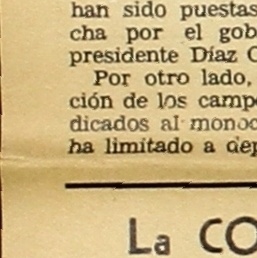 han sido puestas
cha por el gob
presidente Díaz O
Por otro lado,
ción de los camp
dicados al monoc
ha limitado a dep
La CO